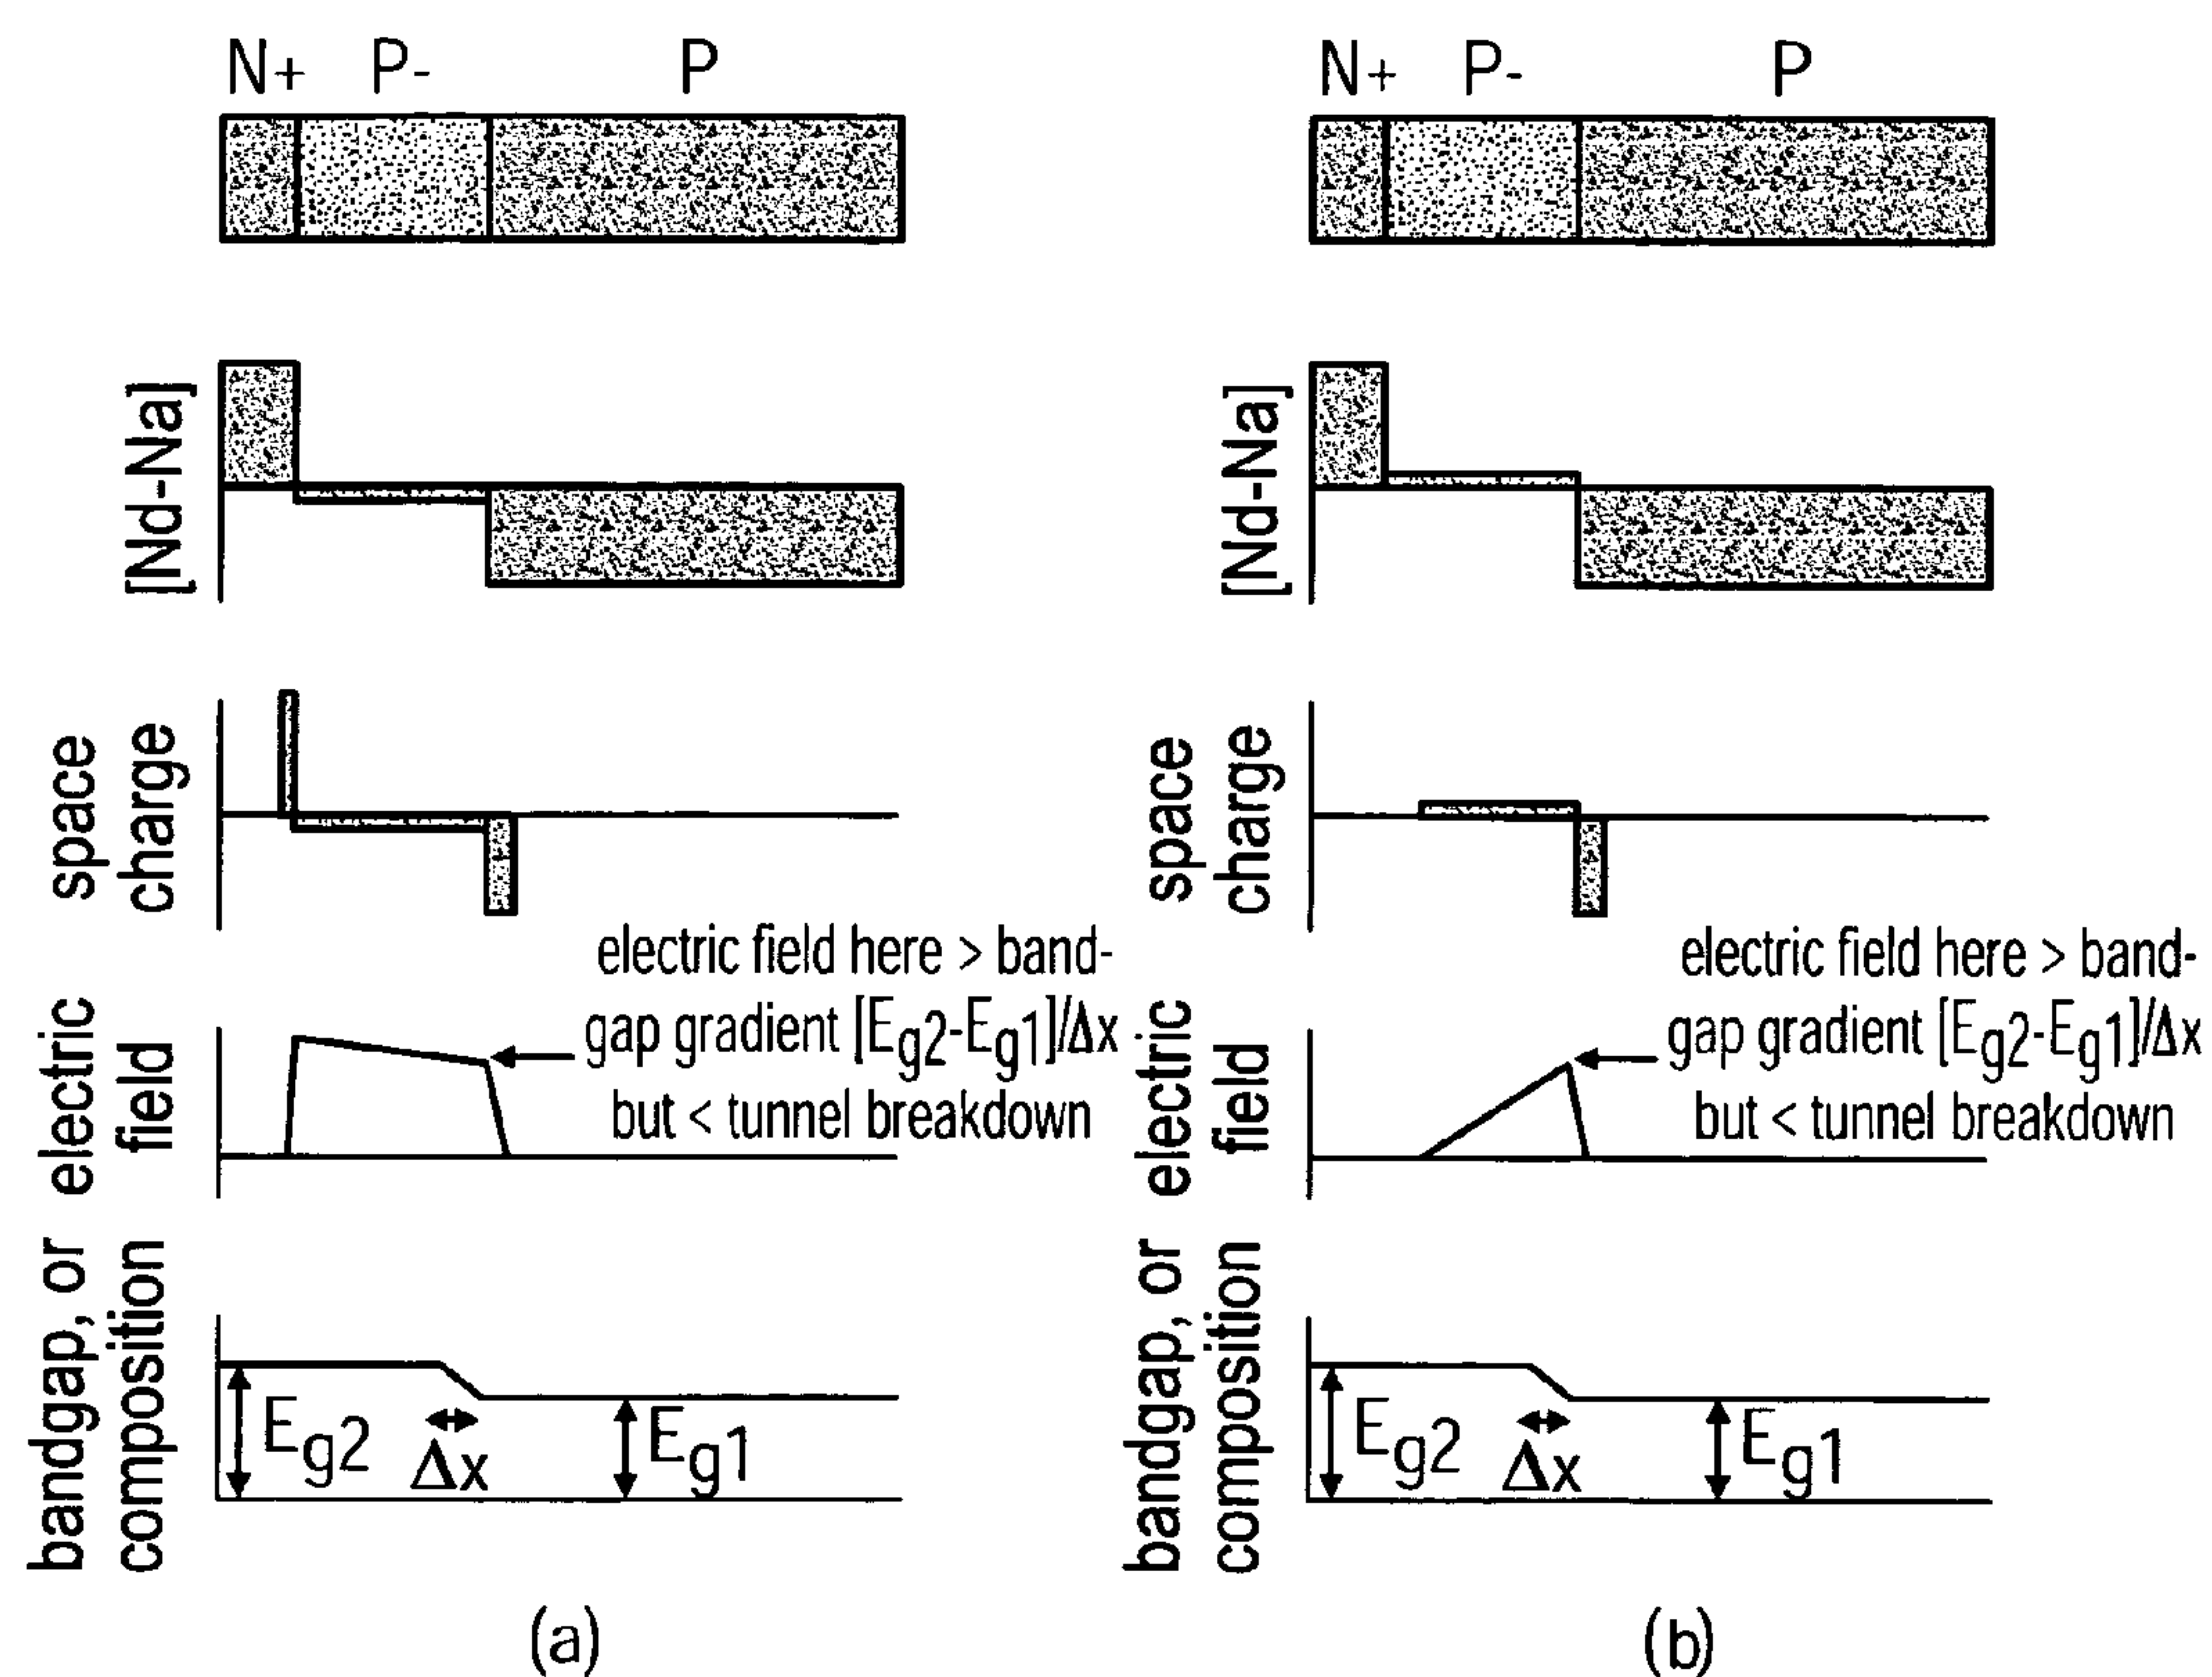 N+ P- P
[Nd-Na]
space
charge
electric field here > band-
gap gradient [Eg2-Eg1]/Δx
but < tunnel breakdown
electric
field
bandgap, or
composition
Eg2
Δx
Eg1
(a)
N+ P- P
[Nd-Na]
space
charge
electric field here > band-
gap gradient [Eg2-Eg1]/Δx
but < tunnel breakdown
electric
field
bandgap, or
composition
Eg2
Δx
Eg1
(b)